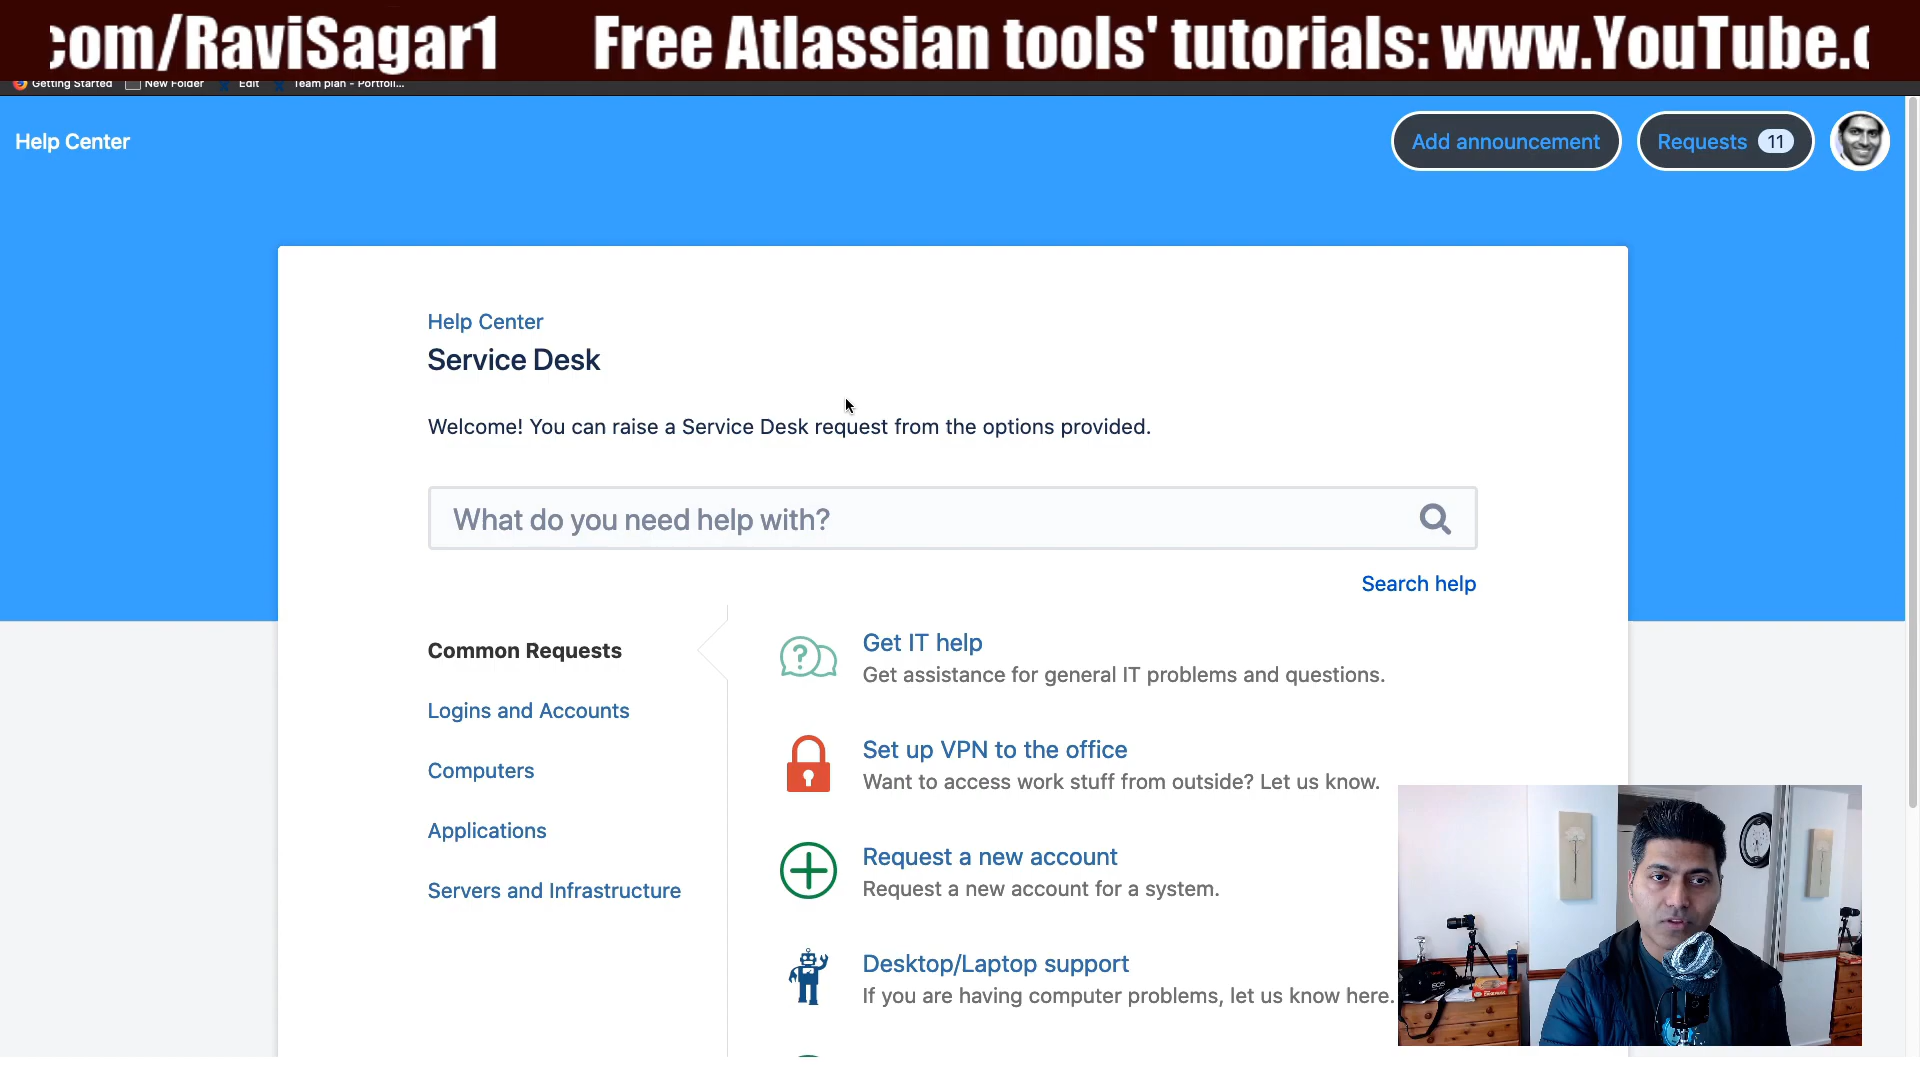 com/RaviSagar1 Free Atlassian tools' tutorials: www.YouTube.c
Getting Started New Folder Edit Team plan - Portfoli...
Help Center
Add announcement
Requests 11
Help Center
Service Desk
Welcome! You can raise a Service Desk request from the options provided.
What do you need help with?
Search help
Common Requests
Logins and Accounts
Computers
Applications
Servers and Infrastructure
Get IT help
Get assistance for general IT problems and questions.
Set up VPN to the office
Want to access work stuff from outside? Let us know.
Request a new account
Request a new account for a system.
Desktop/Laptop support
If you are having computer problems, let us know here.